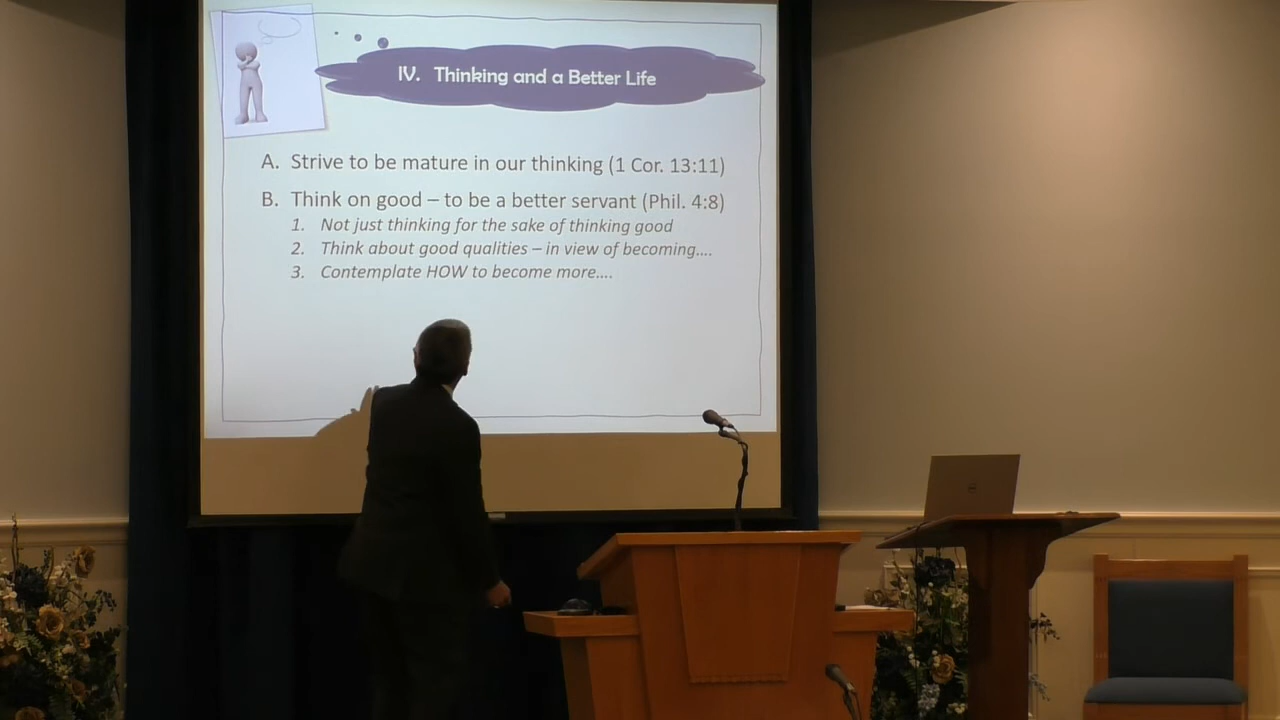 IV. Thinking and a Better Life
A. Strive to be mature in our thinking (1 Cor. 13:11)
B. Think on good – to be a better servant (Phil. 4:8)
1. Not just thinking for the sake of thinking good
2. Think about good qualities – in view of becoming....
3. Contemplate HOW to become more....